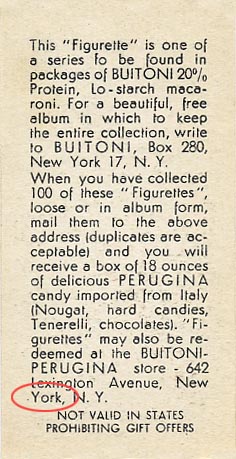 This "Figurette" is one of
a series fo be found in
packages of BUITONI 20%
Protein, Lo-starch maca-
roni. For a beautiful, free
album in which to keep
the entire collection, write
to BUITONI, Box 280,
New York 17, N. Y.
When you have collected
100 of these "Figurettes",
loose or in album form,
mail them to the above
address (duplicates are ac-
ceptable) and you will
receive a box of 18 ounces
of delicious PERUGINA
candy imported from Italy
(Nougat, hard candies,
Tenerelli, chocolates). "Fi-
gurettes" may also be re-
deemed at the BUITONI-
PERUGINA store - 642
Lexington Avenue, New
York, N. Y.
NOT VALID IN STATES
PROHIBITING GIFT OFFERS